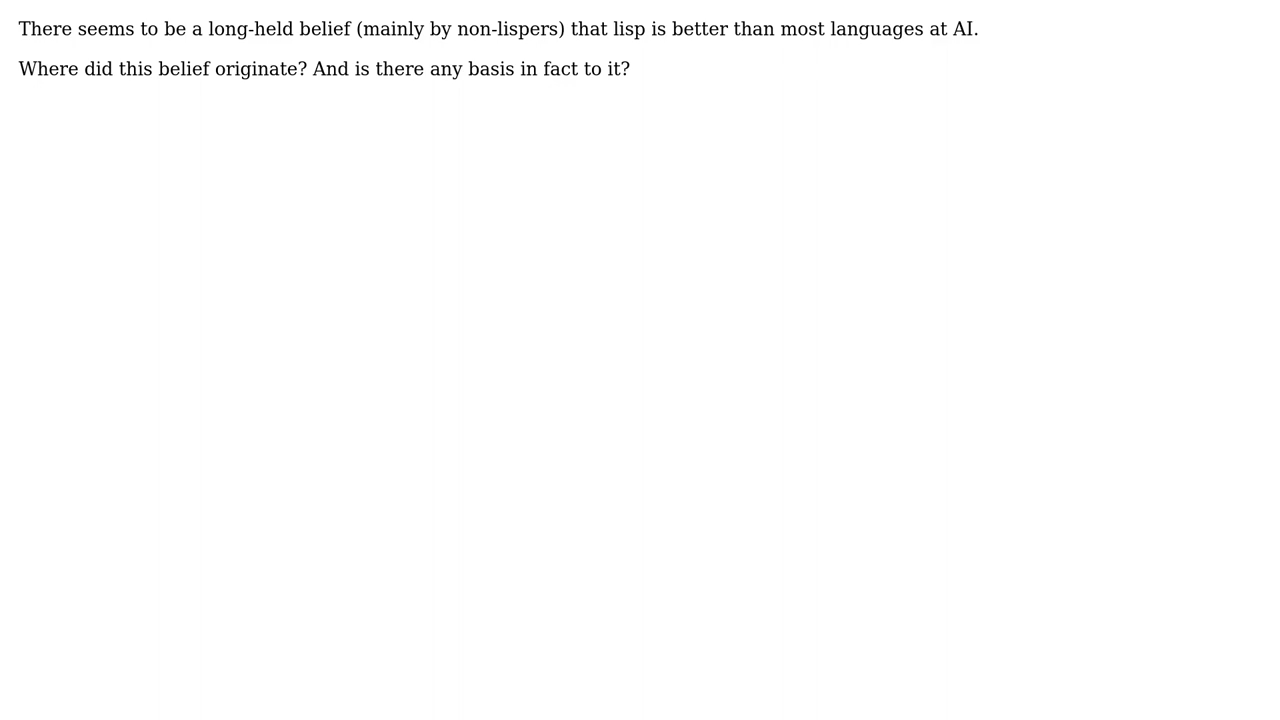 There seems to be a long-held belief (mainly by non-lispers) that lisp is better than most languages at AI.
Where did this belief originate? And is there any basis in fact to it?